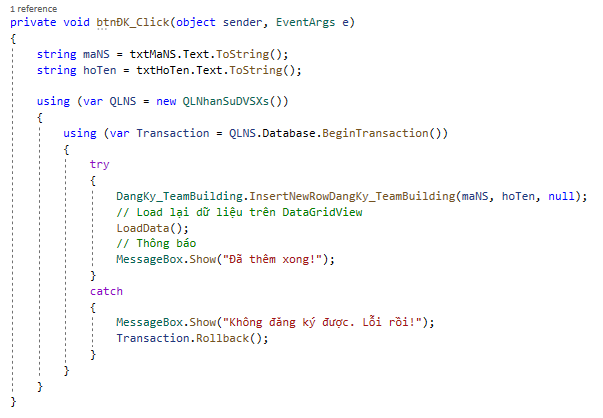 1 reference
private void btnĐK_Click(object sender, EventArgs e)
{
string maNS = txtMaNS.Text.ToString();
string hoTen = txtHoTen.Text.ToString();
using (var QLNS = new QLNhanSuDVSXs())
{
using (var Transaction = QLNS.Database.BeginTransaction())
{
try
{
DangKy_TeamBuilding.InsertNewRowDangKy_TeamBuilding(maNS, hoTen, null);
// Load lại dữ liệu trên DataGridView
LoadData();
// Thông báo
MessageBox.Show("Đã thêm xong!");
}
catch
{
MessageBox.Show("Không đăng ký được. Lỗi rồi!");
Transaction.Rollback();
}
}
}
}